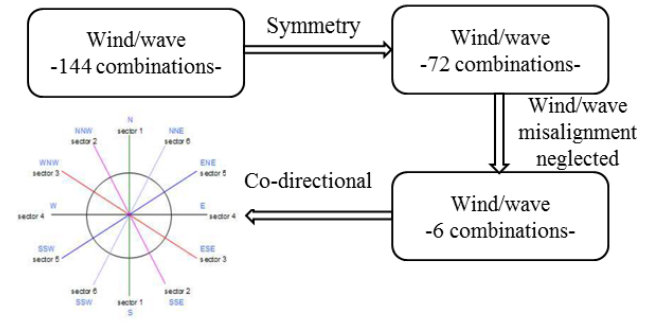 Wind/wave
-144 combinations-
Symmetry
Wind/wave
-72 combinations-
Wind/wave
misalignment
neglected
Wind/wave
-6 combinations-
Co-directional
N
sector 1
NNW
sector 2
NNE
sector 6
WNW
sector 3
ENE
sector 5
W
sector 4
E
sector 4
SSW
sector 5
ESE
sector 3
sector 6
SSW
sector 2
SSE
sector 1
S